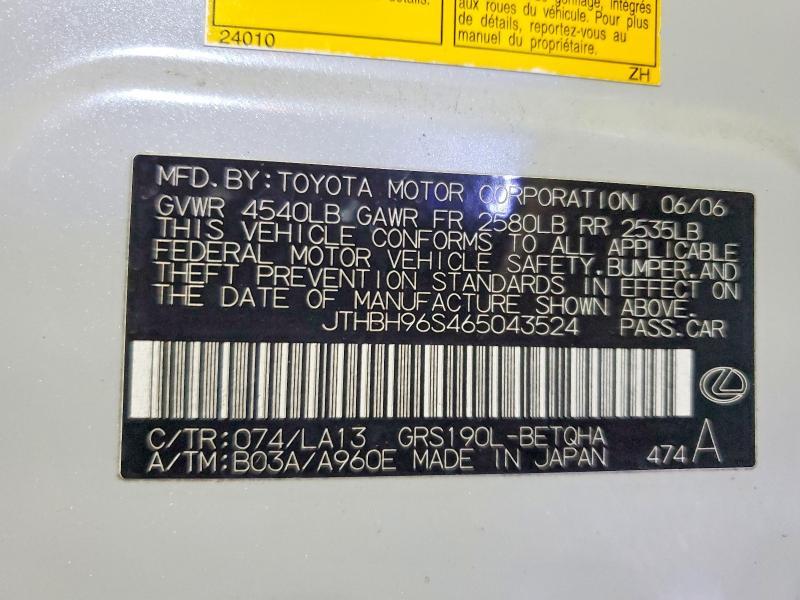 détails.
gonflage, intégrés
aux roues du véhicule. Pour plus
de détails, reportez-vous au
manuel du propriétaire.
24010
ZH
MFD. BY: TOYOTA MOTOR CORPORATION 06/06
GVWR 4540LB GAWR FR 2580LB RR 2535LB
THIS VEHICLE CONFORMS TO ALL APPLICABLE
FEDERAL MOTOR VEHICLE SAFETY, BUMPER, AND
THEFT PREVENTION STANDARDS IN EFFECT ON
THE DATE OF MANUFACTURE SHOWN ABOVE.
JTHBH96S465043524 PASS.CAR
C/TR: 074/LA13 GRS190L-BETQHA
A/TM: B03A/A960E MADE IN JAPAN 474 A